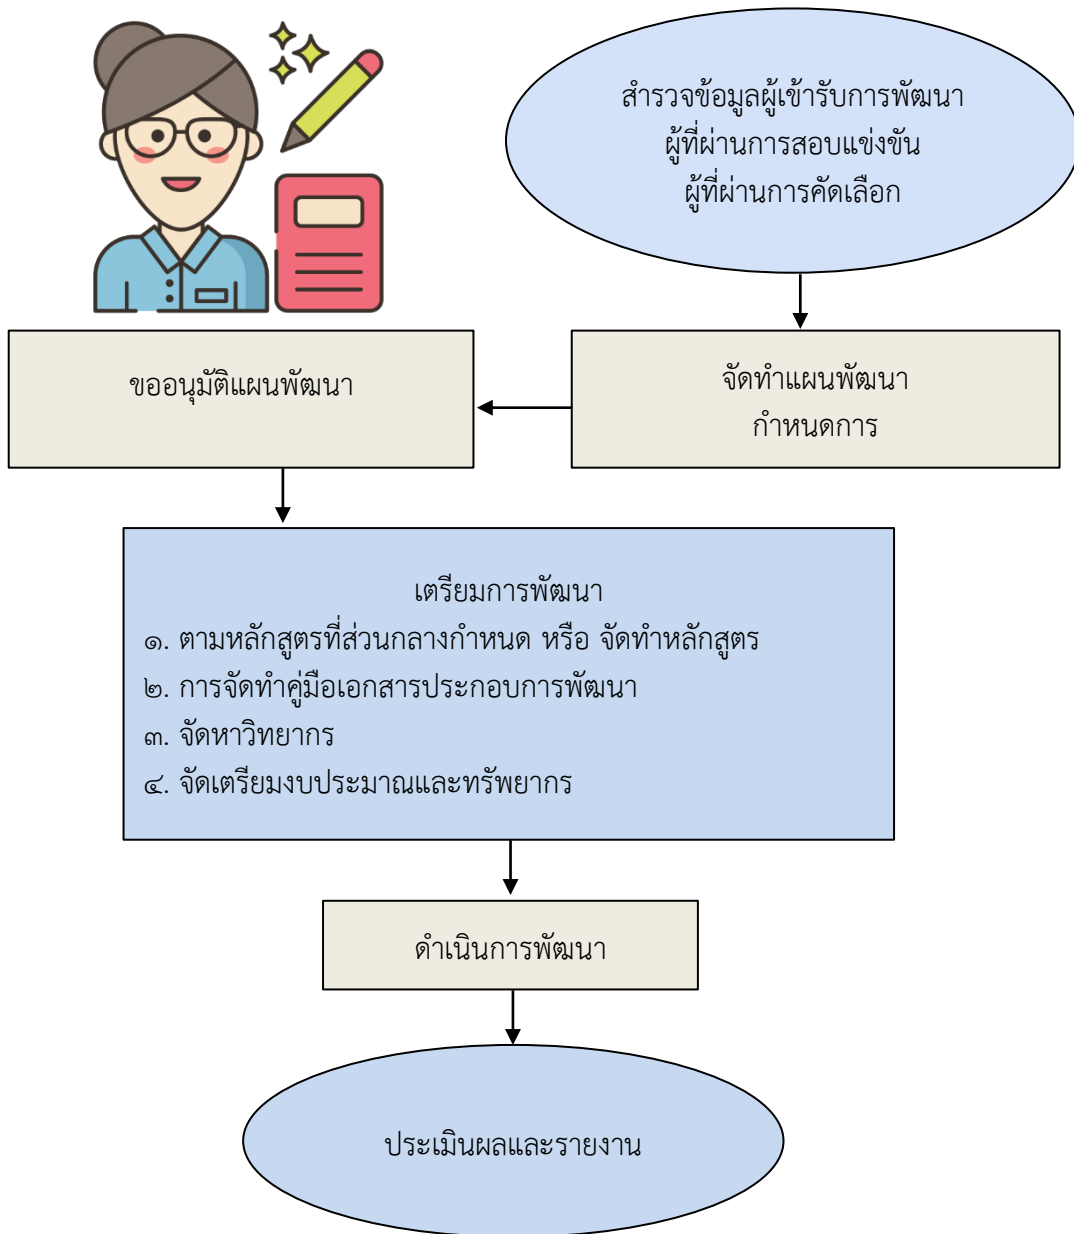 สำรวจข้อมูลผู้เข้ารับการพัฒนา
ผู้ที่ผ่านการสอบแข่งขัน
ผู้ที่ผ่านการคัดเลือก
จัดทำแผนพัฒนา
กำหนดการ
ขออนุมัติแผนพัฒนา
เตรียมการพัฒนา
๑. ตามหลักสูตรที่ส่วนกลางกำหนด หรือ จัดทำหลักสูตร
๒. การจัดทำคู่มือเอกสารประกอบการพัฒนา
๓. จัดหาวิทยากร
๔. จัดเตรียมงบประมาณและทรัพยากร
ดำเนินการพัฒนา
ประเมินผลและรายงาน